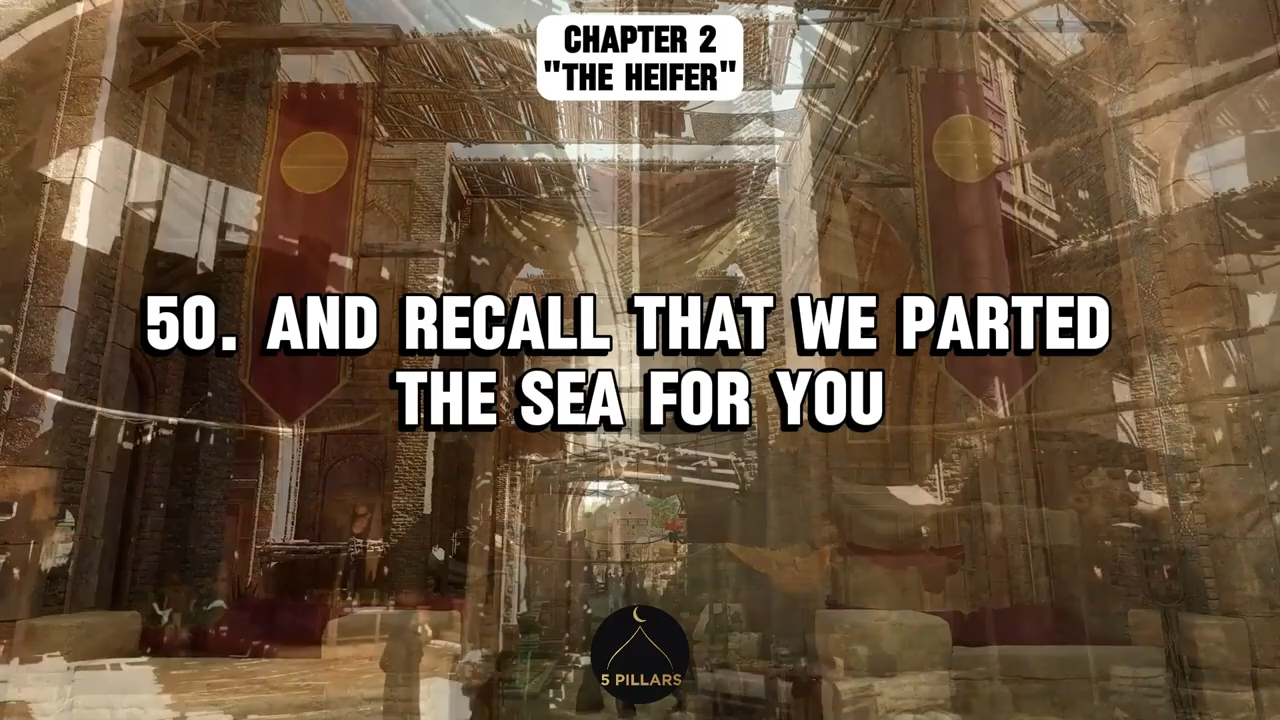 CHAPTER 2
"THE HEIFER"
50. AND RECALL THAT WE PARTED
THE SEA FOR YOU
5 PILLARS